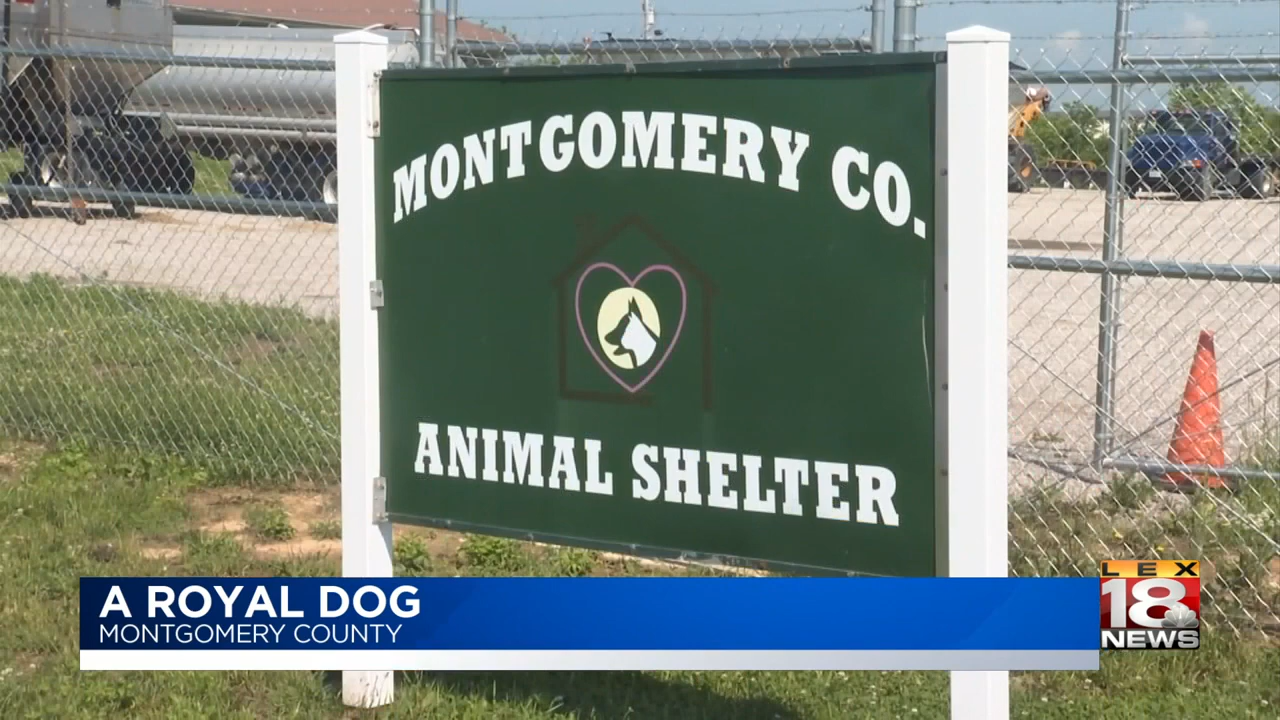 MONTGOMERY CO.
ANIMAL SHELTER
A ROYAL DOG
MONTGOMERY COUNTY
LEX
18
NEWS